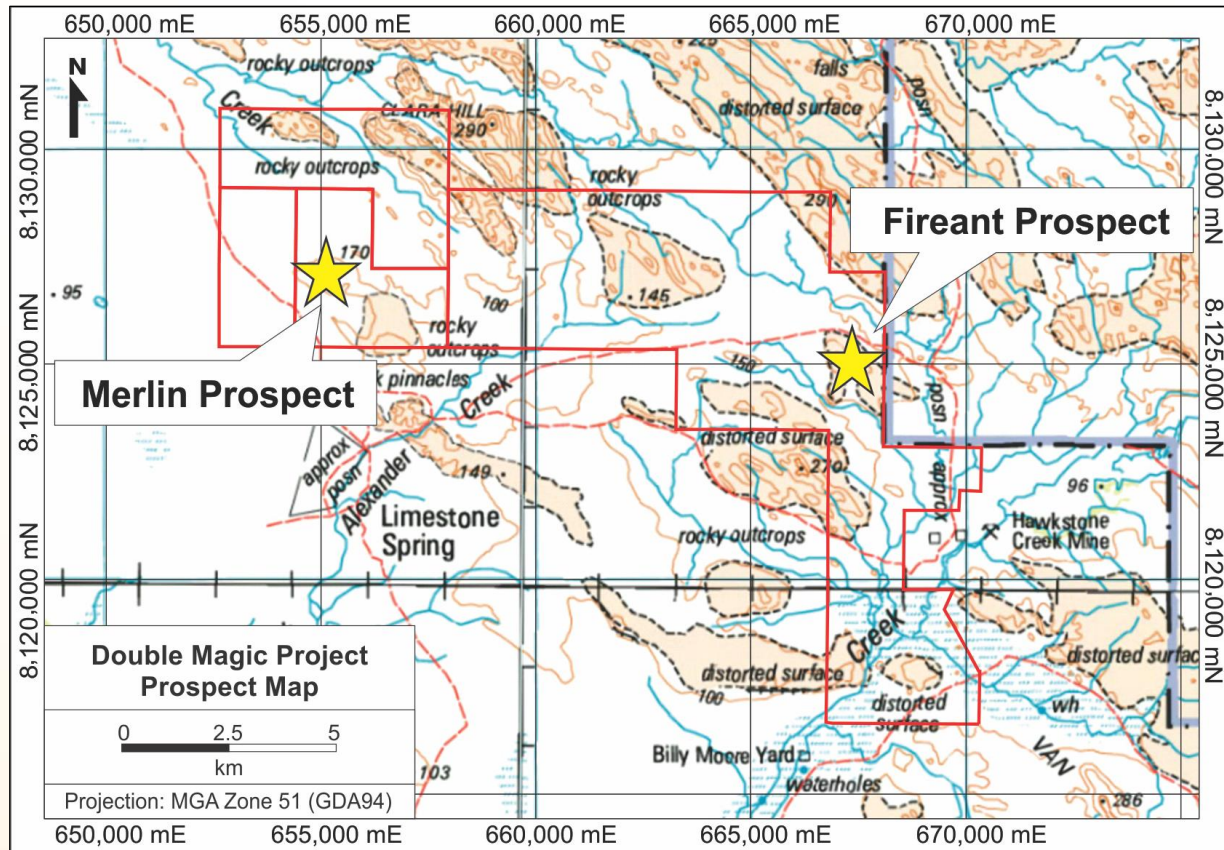 650,000 mE 655,000 mE 660,000 mE 665,000 mE 670,000 mE
8,130,000 mN
8,125,000 mN
8,120,000 mN
8,130,000 mN
8,125,000 mN
8,120,000 mN
N
rocky outcrops
Creek
CLARA HILL
290
rocky outcrops
falls
distorted surface
posn
rocky
outcrops
290
Fireant Prospect
170
95
100
145
rocky
outcrops
150
Merlin Prospect
pinnacles
Creek
posn
approx
posn
Alexander
149
distorted surface
270
approx
96
Limestone
Spring
rocky outcrops
Hawkstone
Creek Mine
Double Magic Project
Prospect Map
0 2.5 5
km
Projection: MGA Zone 51 (GDA94)
103
distorted surface
100
Creek
distorted
surface
distorted surfac
wh
VAN
Billy Moore Yard
waterholes
286
650,000 mE 655,000 mE 660,000 mE 665,000 mE 670,000 mE